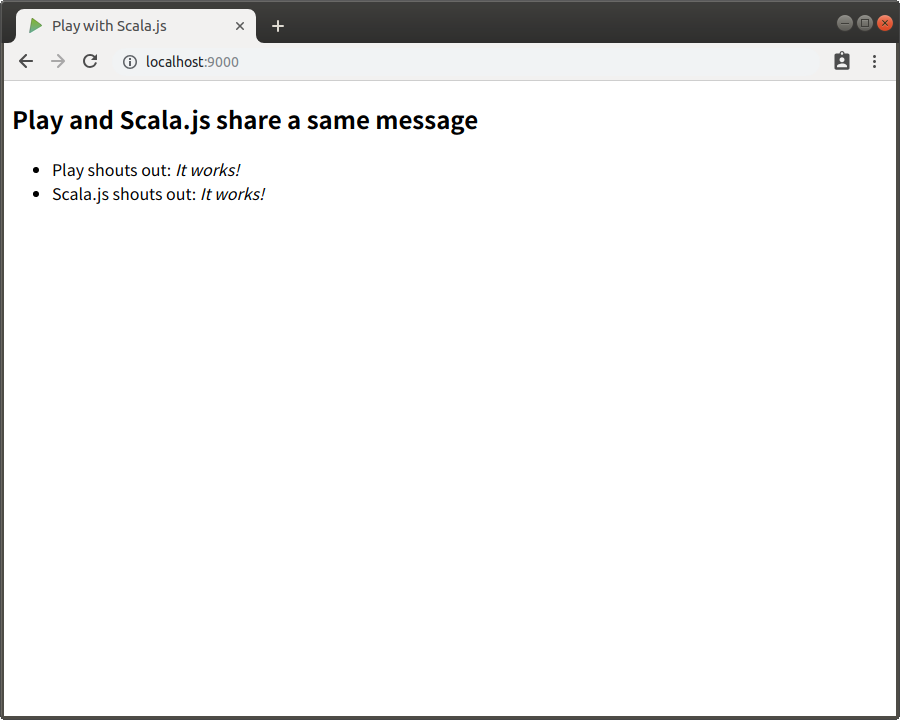 Play with Scala.js
localhost:9000
Play and Scala.js share a same message
Play shouts out: It works!
Scala.js shouts out: It works!